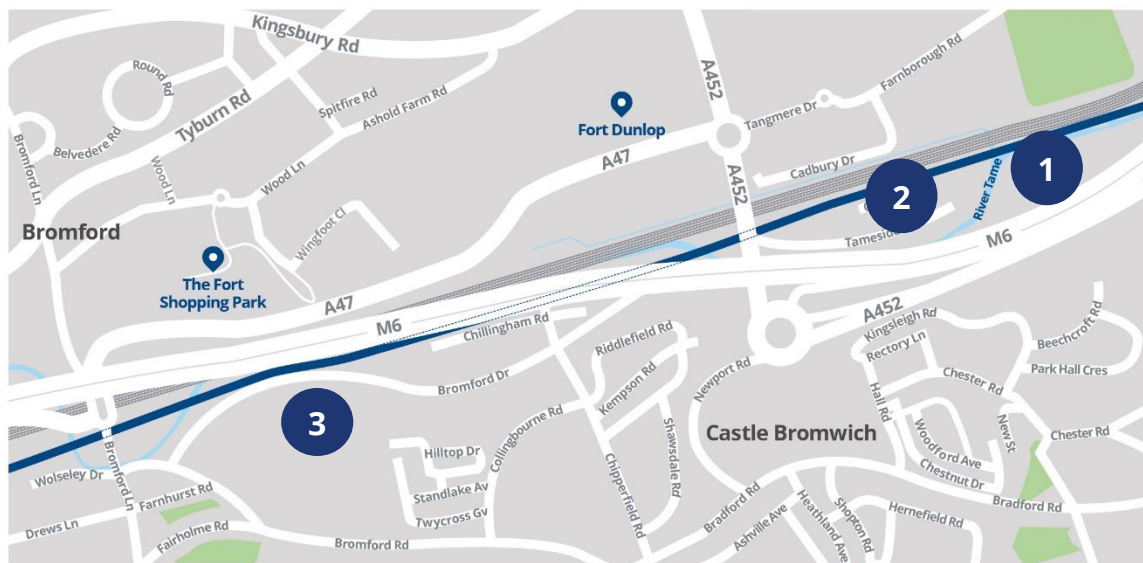 Kingsbury Rd
Round Rd
Tyburn Rd
Spitfire Rd
Ashold Farm Rd
Belvedere Rd
Bromford Ln
Wood Ln
Wood Ln
Wingfoot Cl
Bromford
The Fort
Shopping Park
Fort Dunlop
A47
A452
Tangmere Dr
Farnborough Rd
Cadbury Dr
A452
1
2
River Tame
Tameside
M6
A452
A47
M6
Chillingham Rd
Riddlefield Rd
Kempson Rd
Newport Rd
Kingsleigh Rd
Rectory Ln
Beechcroft Rd
Park Hall Cres
Chester Rd
Hall Rd
Bromford Dr
3
Collingbourne Rd
Shawsdale Rd
Chipperfield Rd
Castle Bromwich
Woodford Ave
New St
Chester Rd
Chestnut Dr
Hilltop Dr
Standlake Av
Twycross Gv
Bromford Ln
Wolseley Dr
Farnhurst Rd
Drews Ln
Fairholme Rd
Bromford Rd
Bradford Rd
Ashville Ave
Heathland Ave
Shopton Rd
Hernefield Rd
Bradford Rd